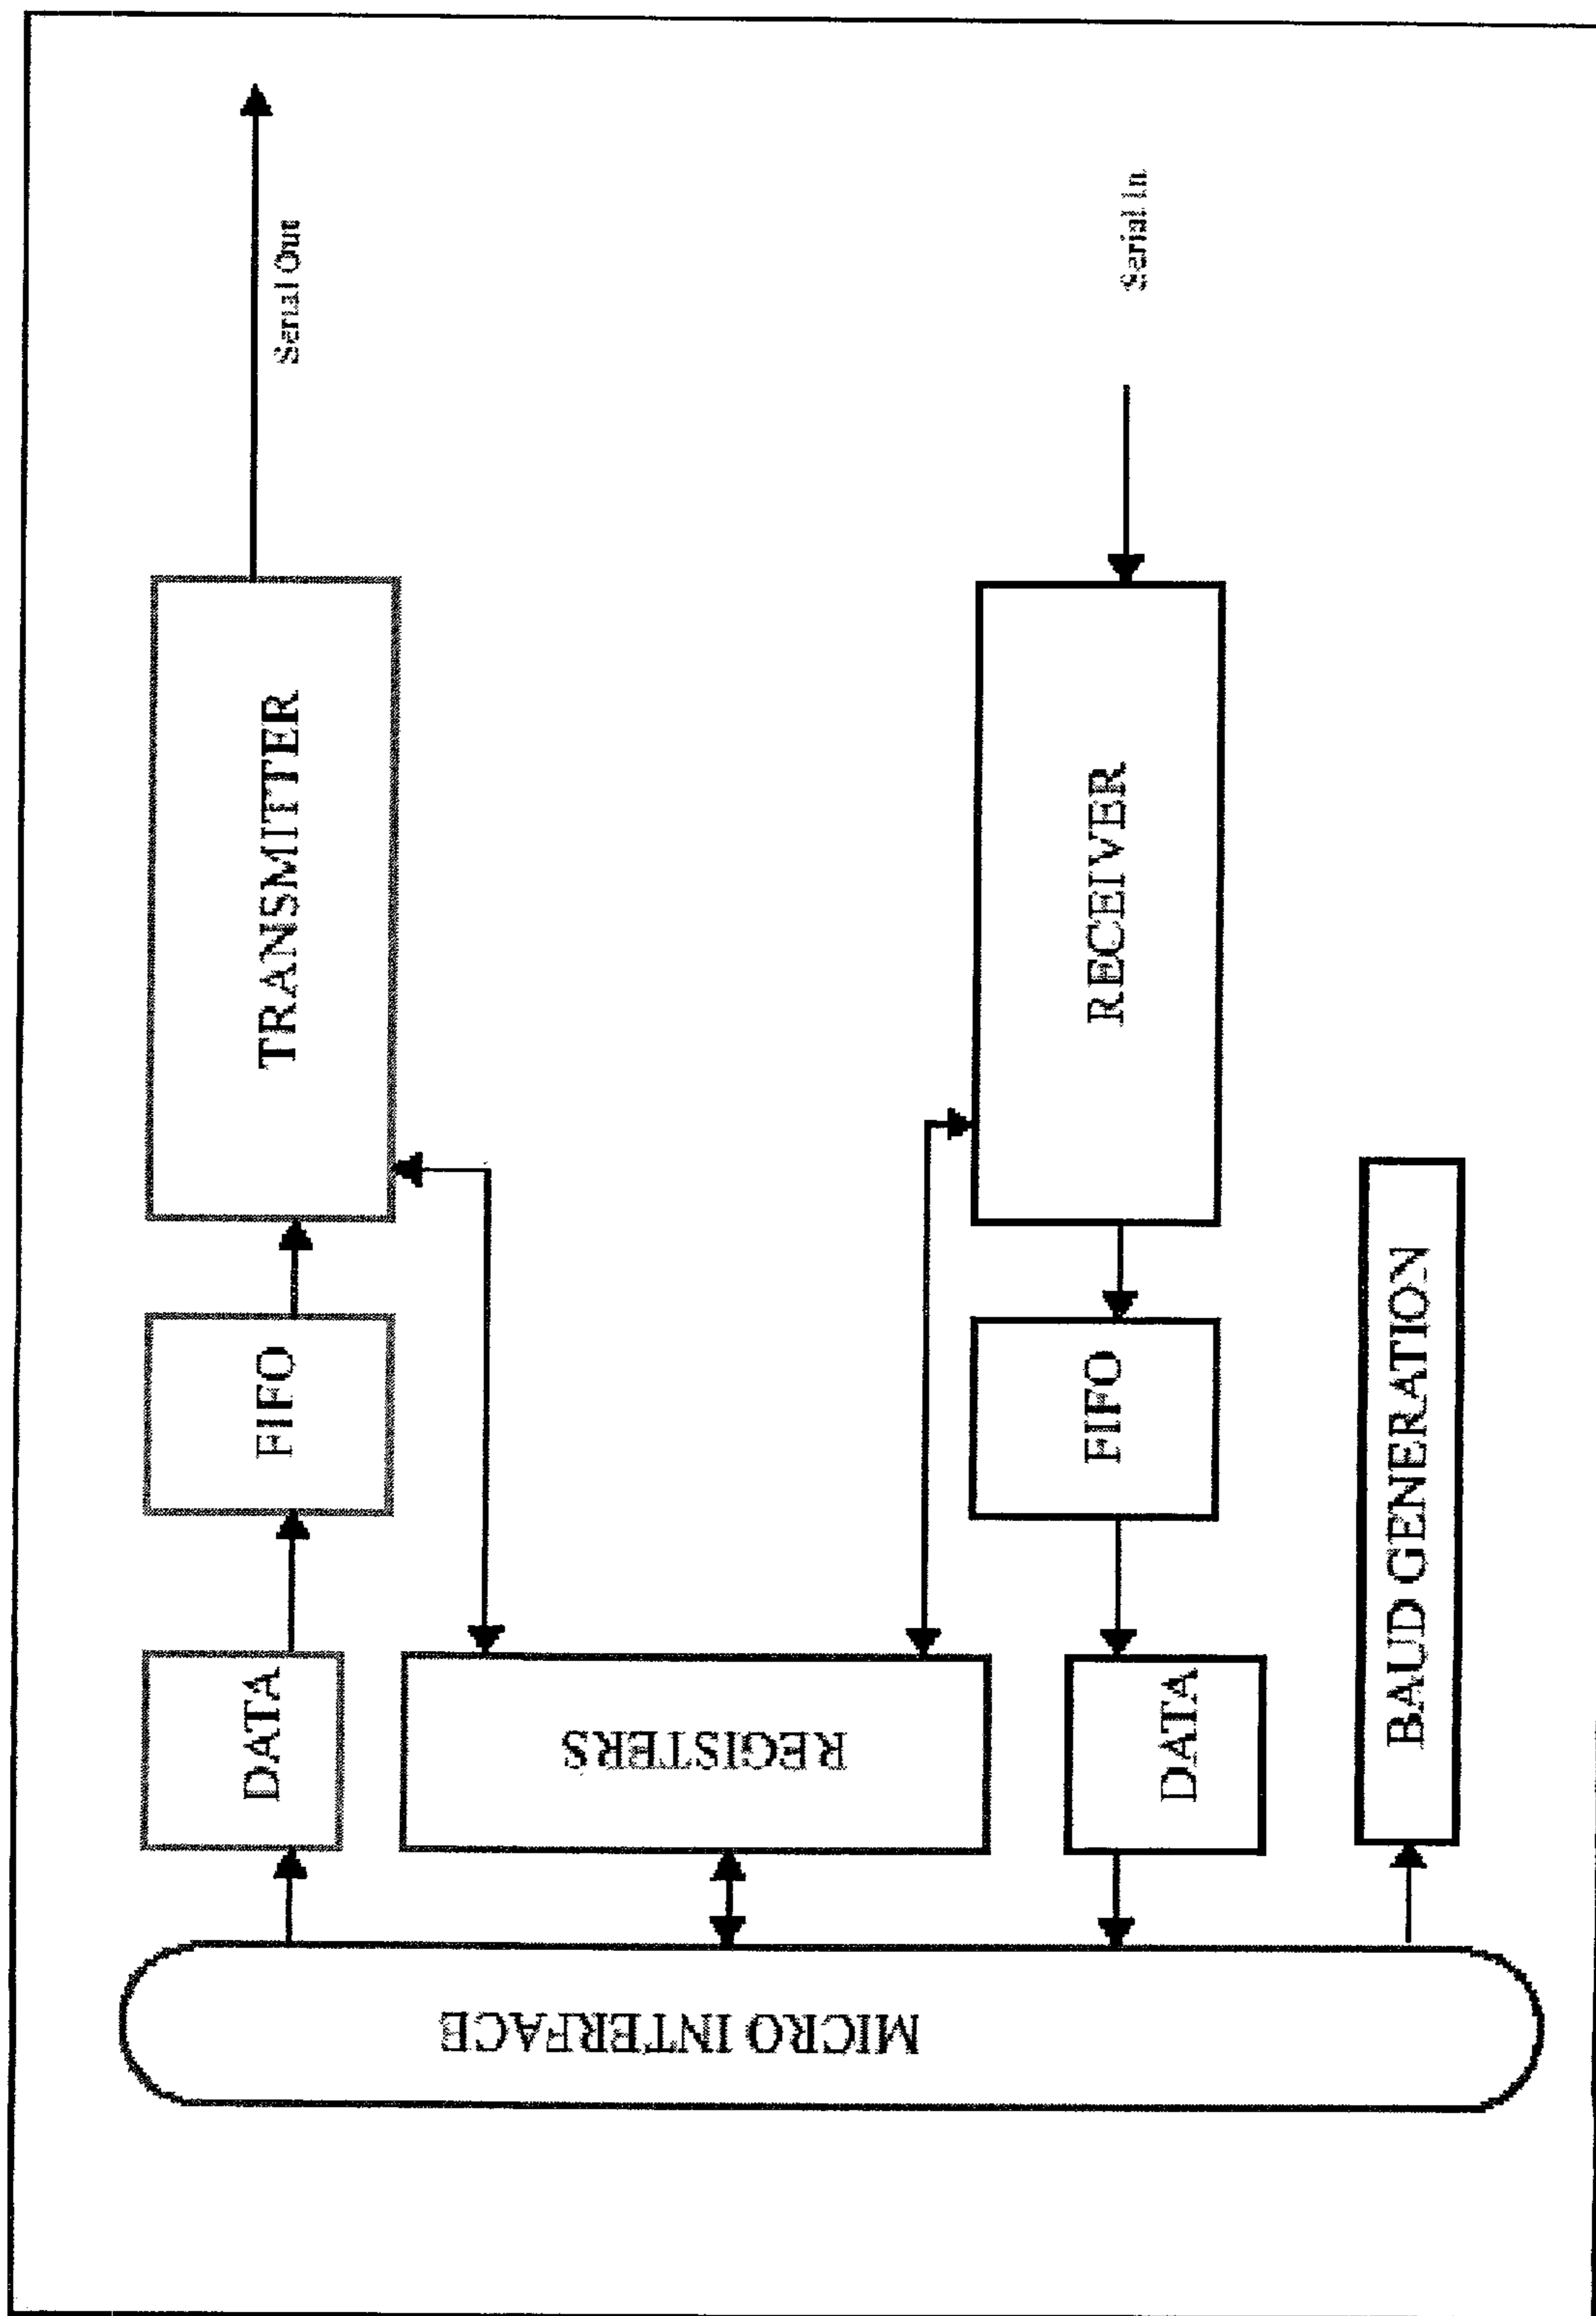 Serial Out
TRANSMITTER
FIFO
DATA
REGISTERS
Serial In
RECEIVER
FIFO
DATA
BAUD GENERATION
MICRO INTERFACE